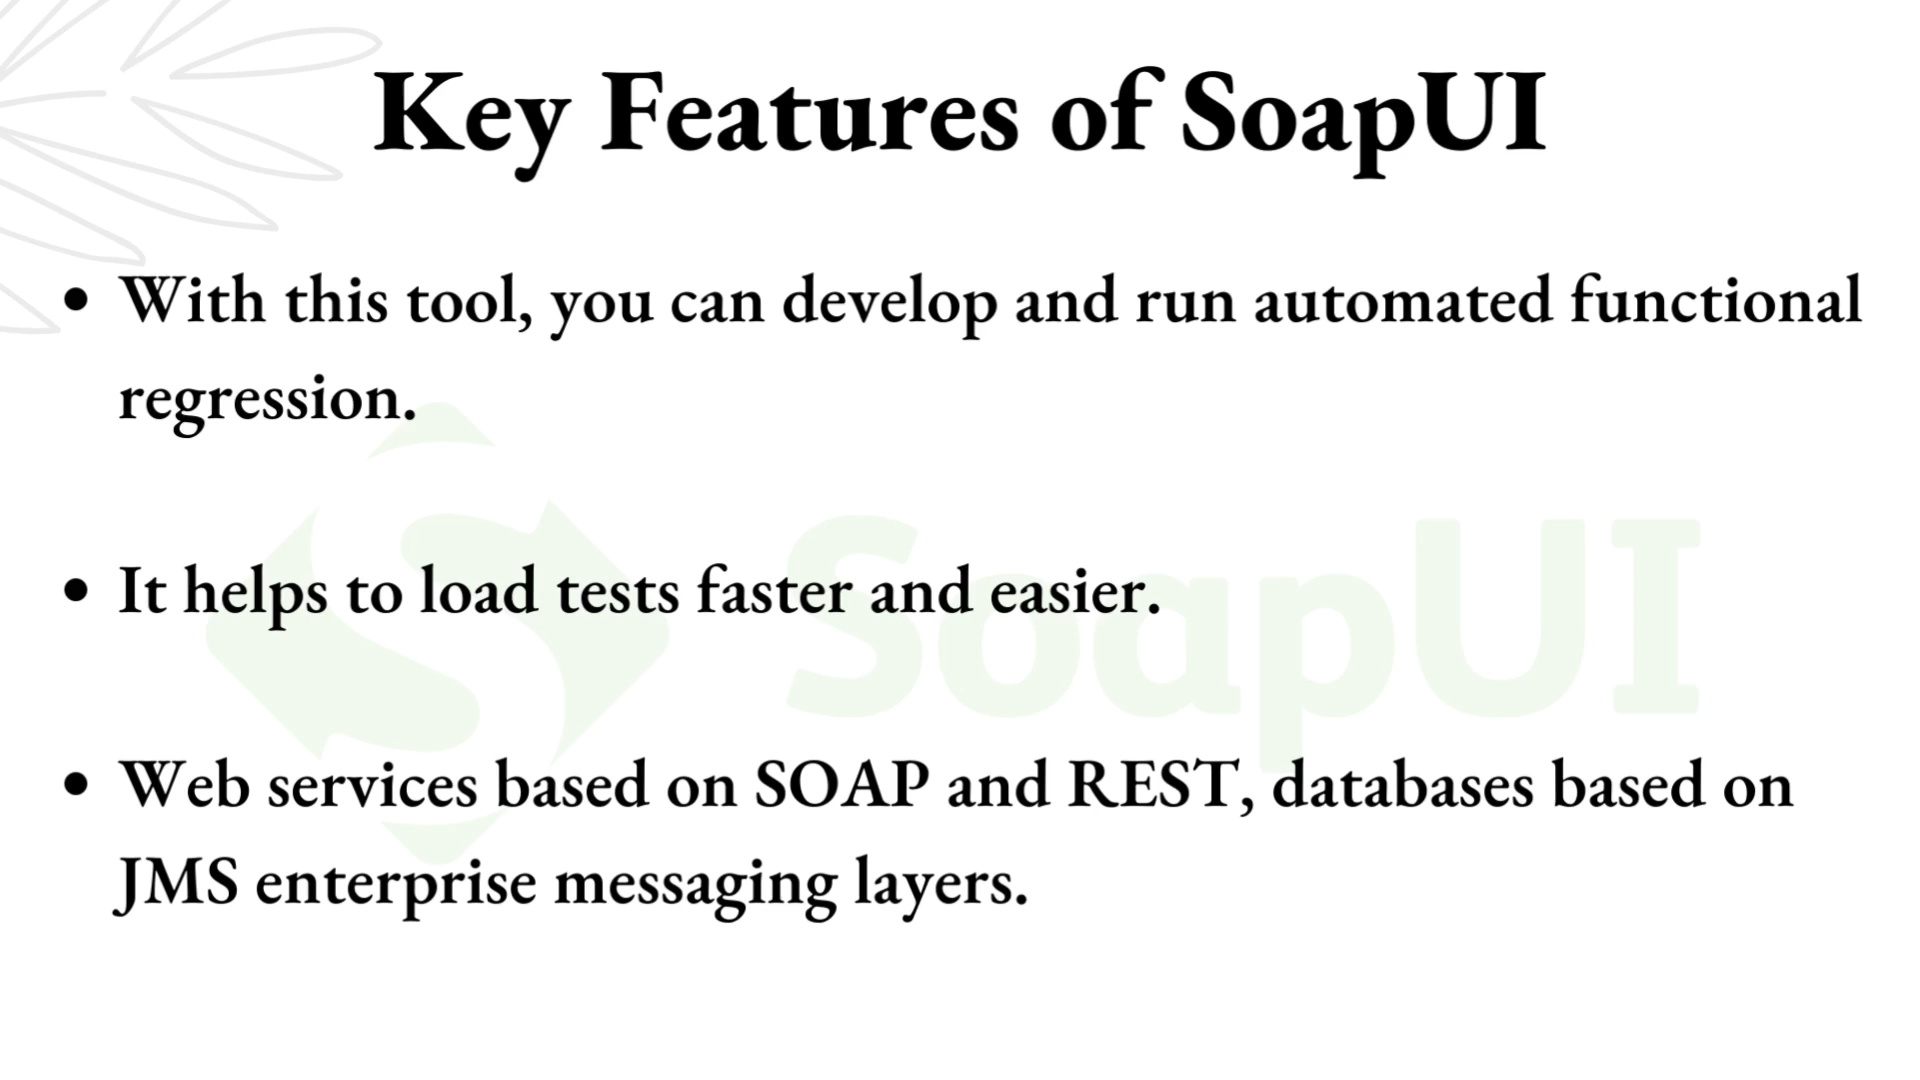 Key Features of SoapUI
• With this tool, you can develop and run automated functional
regression.
• It helps to load tests faster and easier.
SoapUI
• Web services based on SOAP and REST, databases based on
JMS enterprise messaging layers.